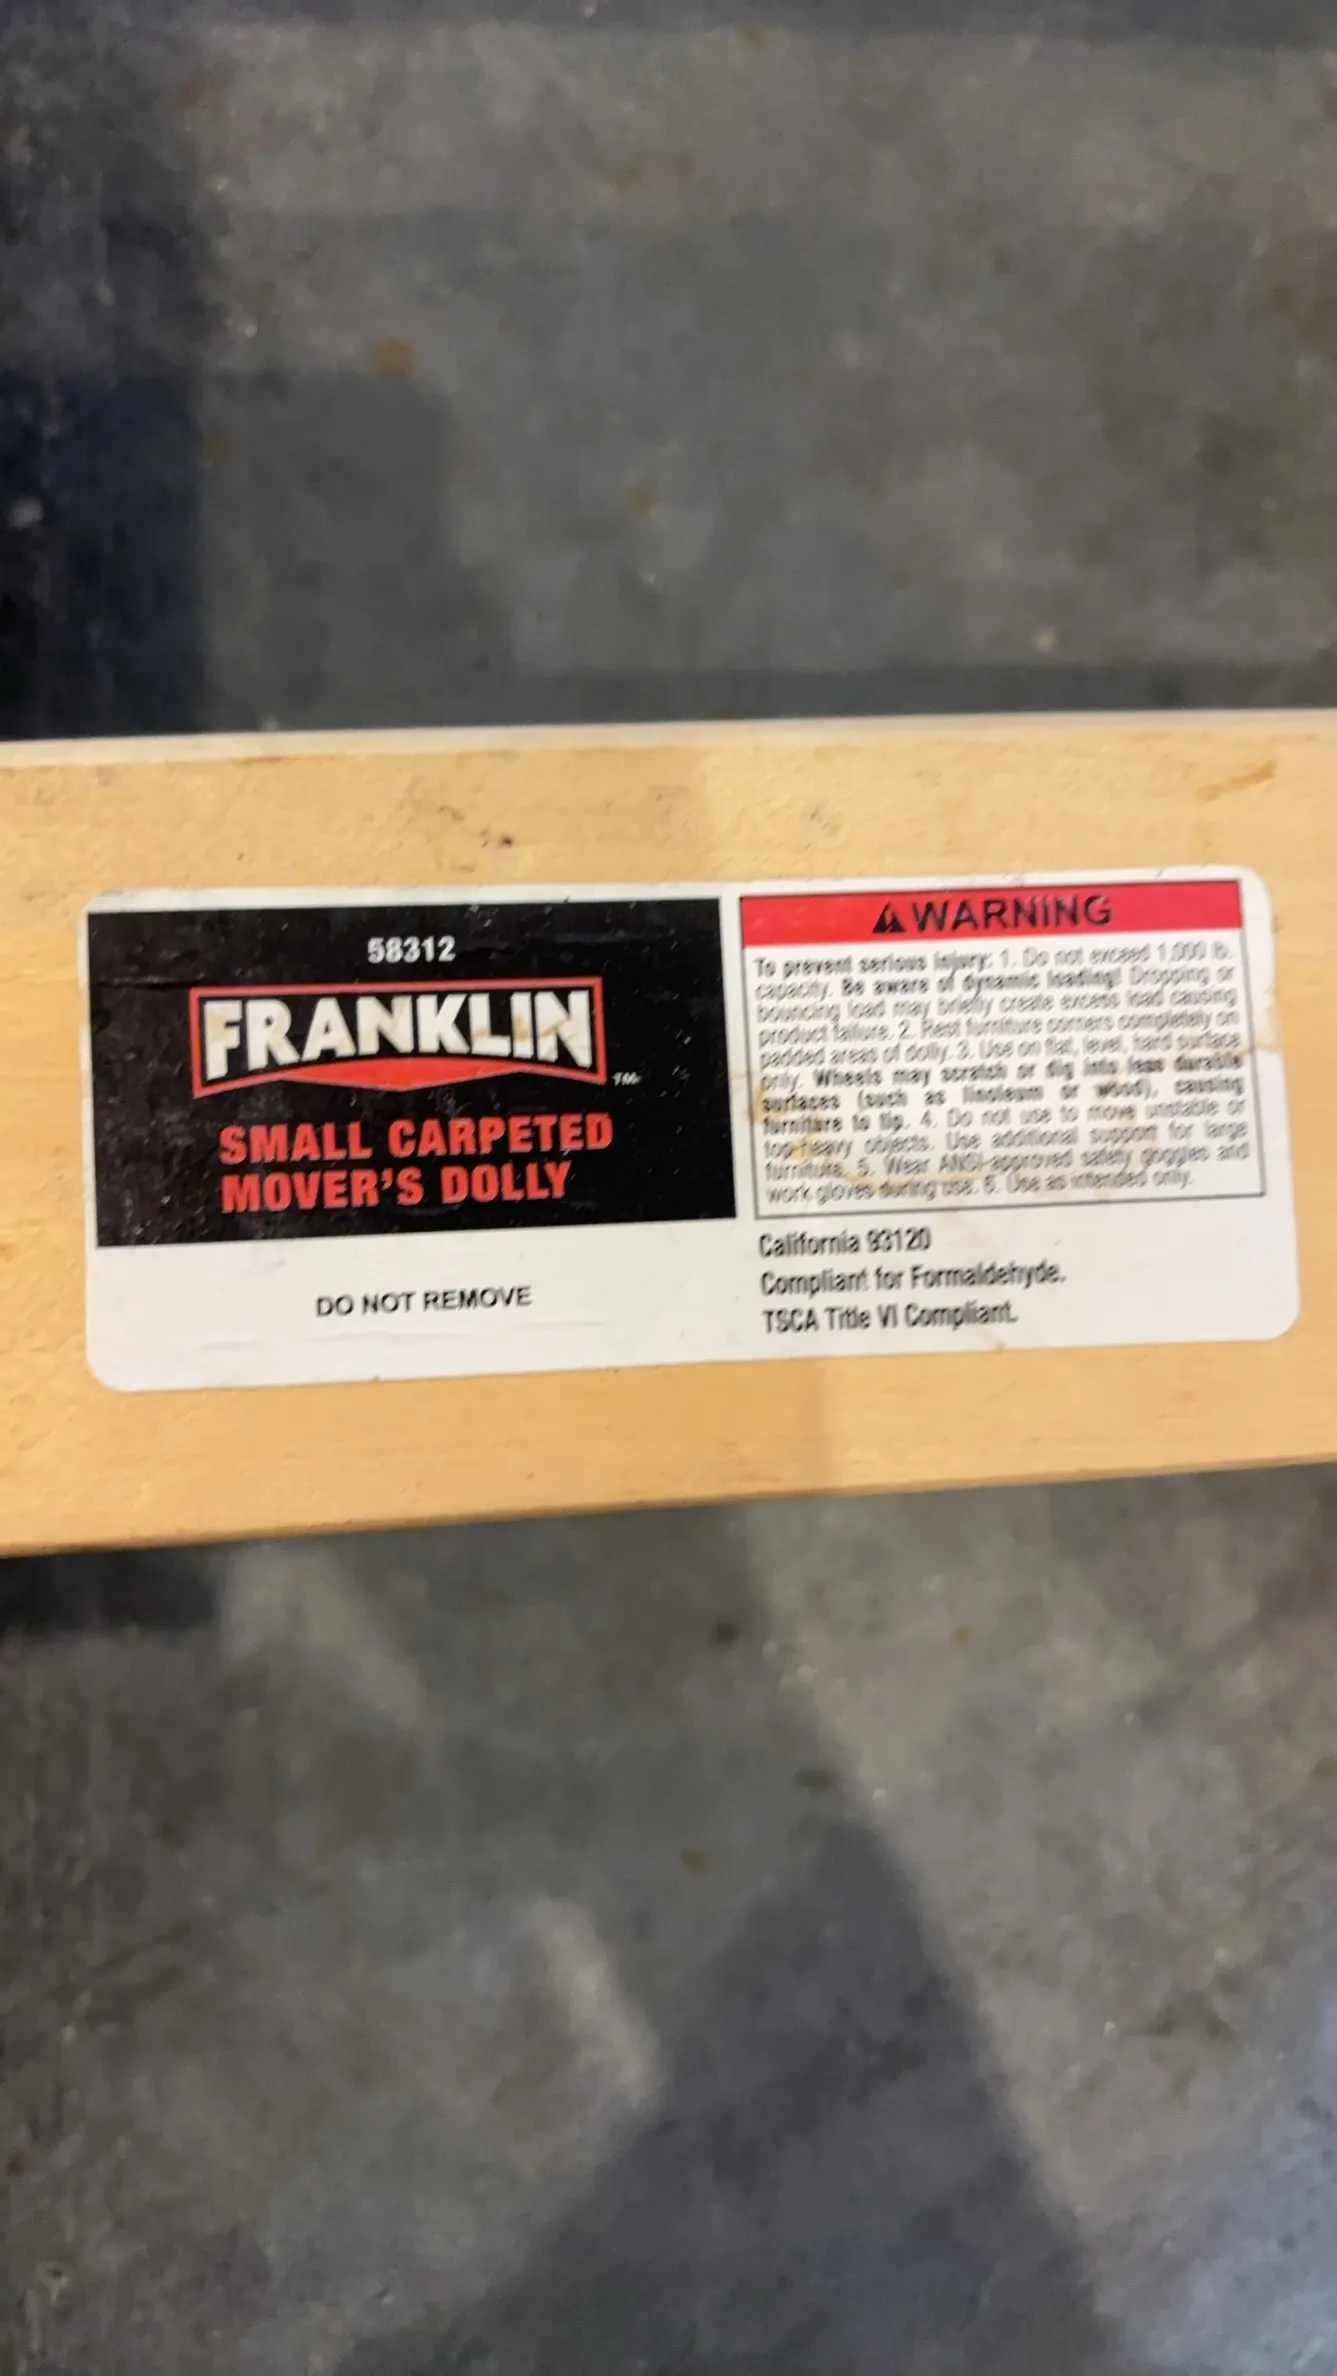 58312
FRANKLIN
TM
SMALL CARPETED
MOVER'S DOLLY
DO NOT REMOVE
WARNING
To prevent serious injury: 1. Do not exceed 1,000 lb.
capacity. Be aware of dynamic loading! Dropping or
bouncing load may briefly create excess load causing
product failure. 2. Rest furniture corners completely on
padded areas of dolly. 3. Use on flat, level, hard surface
only. Wheels may scratch or dig into less durable
surfaces (such as linoleum or wood), causing
furniture to tip. 4. Do not use to move unstable or
top-heavy objects. Use additional support for large
furniture. 5. Wear ANSI-approved safety goggles and
work gloves during use. 6. Use as intended only.
California 93120
Compliant for Formaldehyde.
TSCA Title VI Compliant.